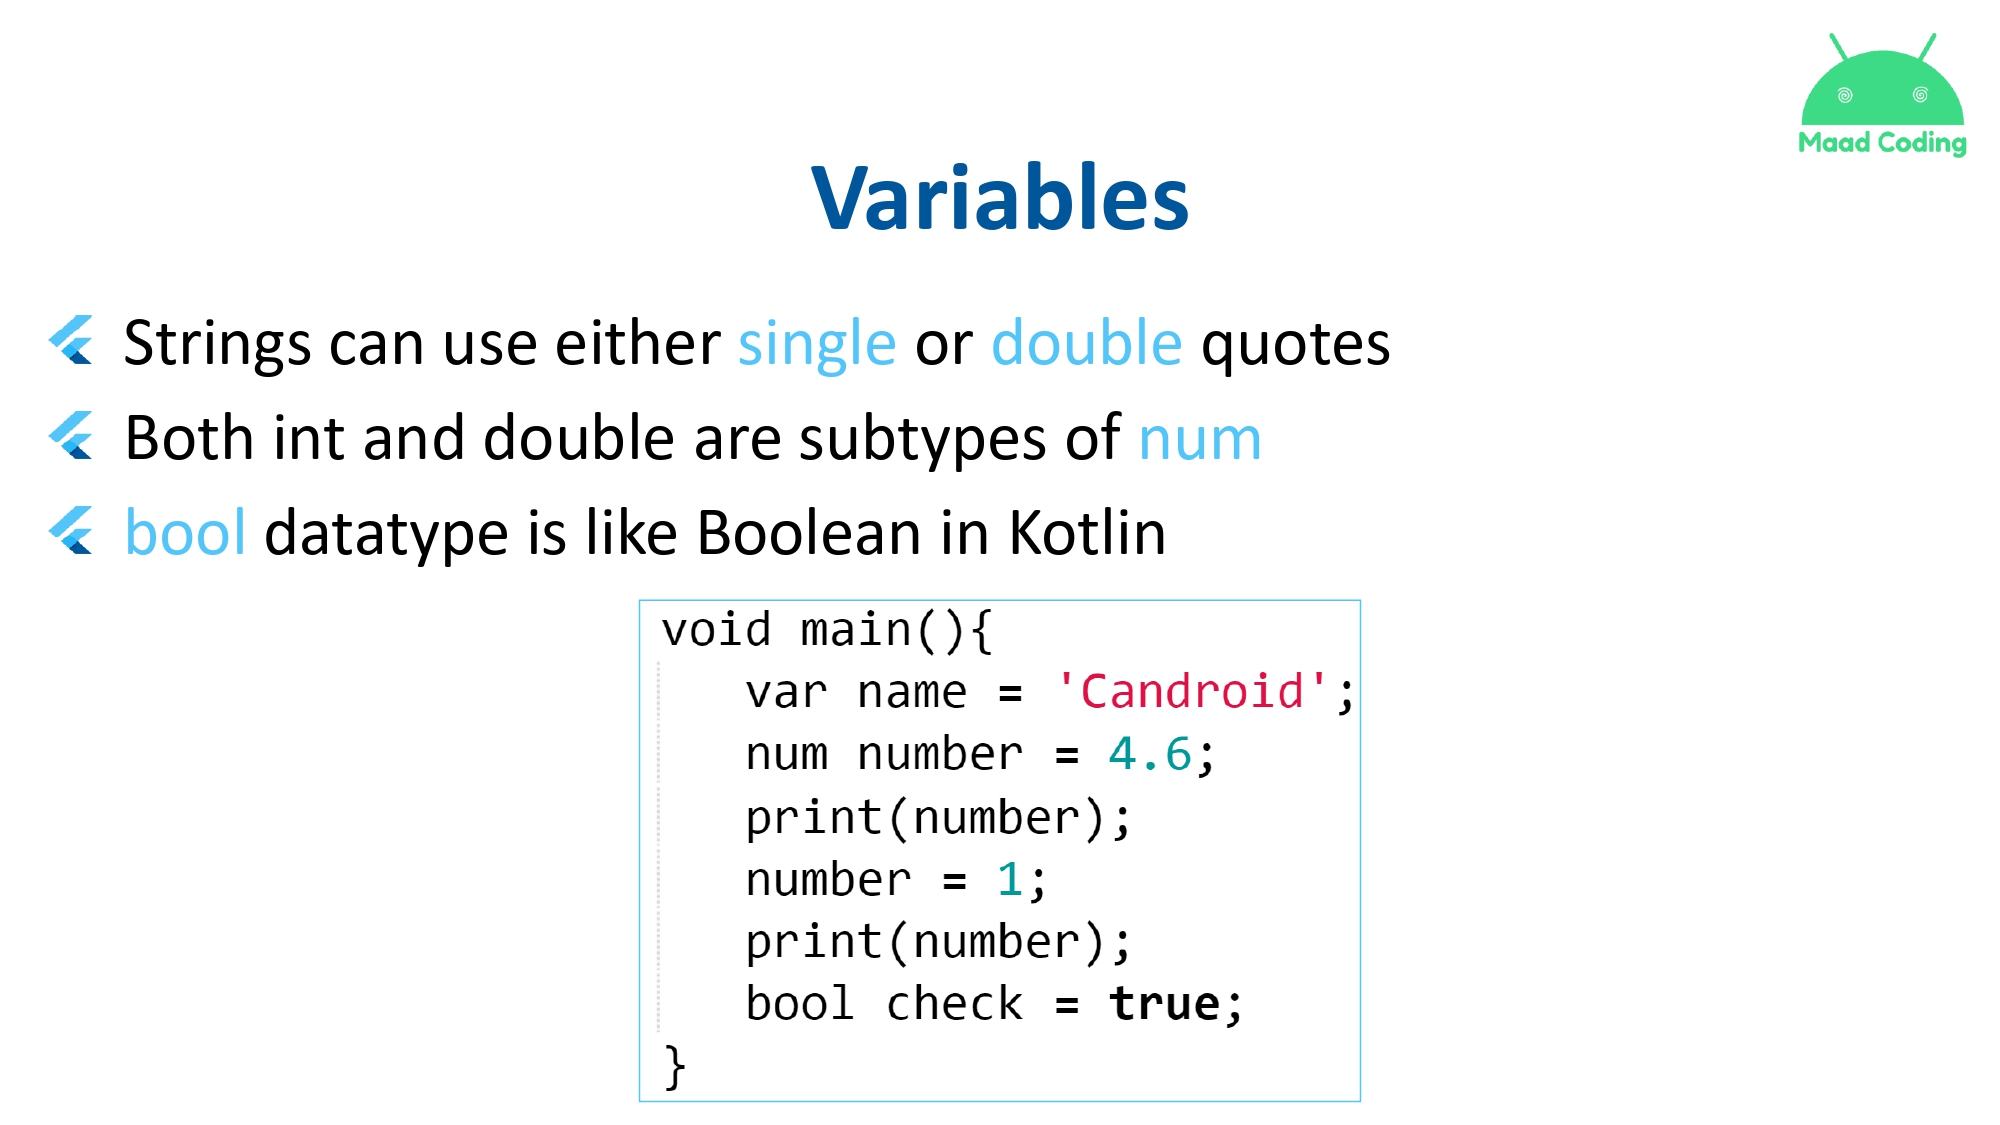 Maad Coding
Variables
Strings can use either single or double quotes
Both int and double are subtypes of num
bool datatype is like Boolean in Kotlin
void main(){
var name = 'Candroid';
num number = 4.6;
print(number);
number = 1;
print(number);
bool check = true;
}